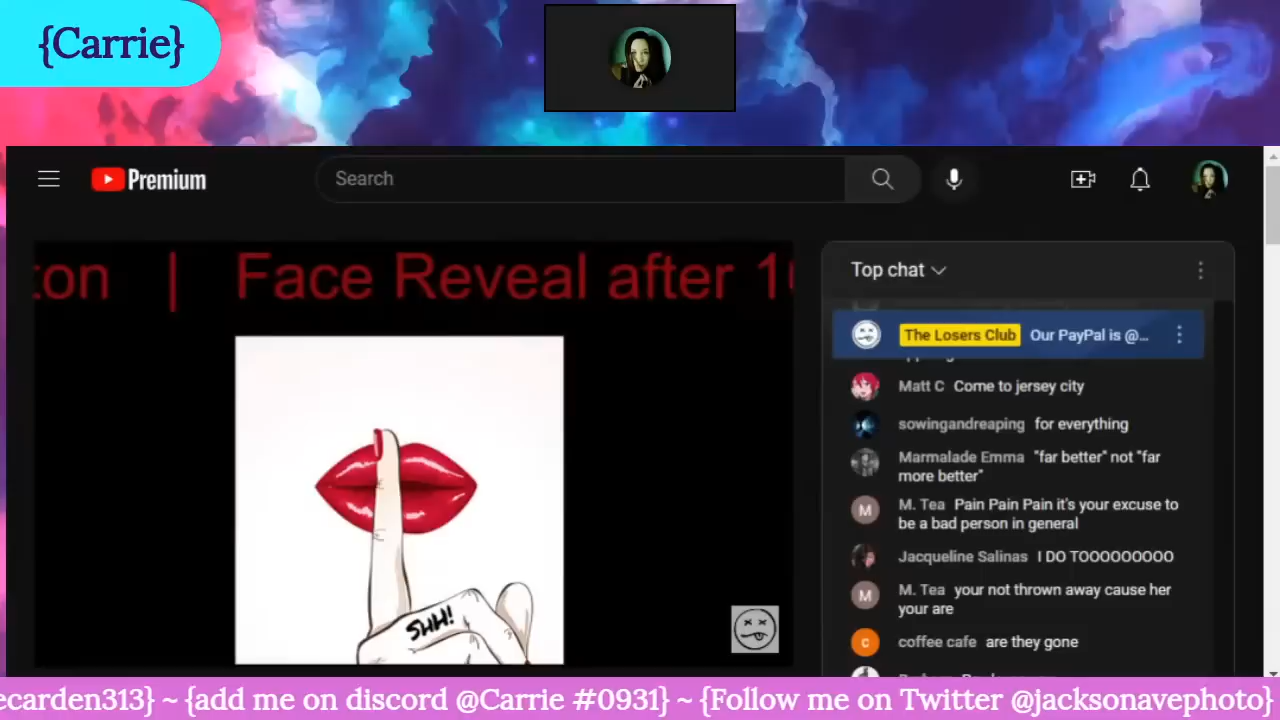 {Carrie}
Premium
Search
ton | Face Reveal after 1
SHH!
Top chat
The Losers Club Our PayPal is @...
Matt C Come to jersey city
sowingandreaping for everything
Marmalade Emma "far better" not "far
more better"
M. Tea Pain Pain Pain it's your excuse to
be a bad person in general
Jacqueline Salinas I DO TOOOOOOOOO
M. Tea your not thrown away cause her
your are
coffee cafe are they gone
ecarden313} ~ {add me on discord @Carrie #0931} ~ {Follow me on Twitter @jacksonavephoto}